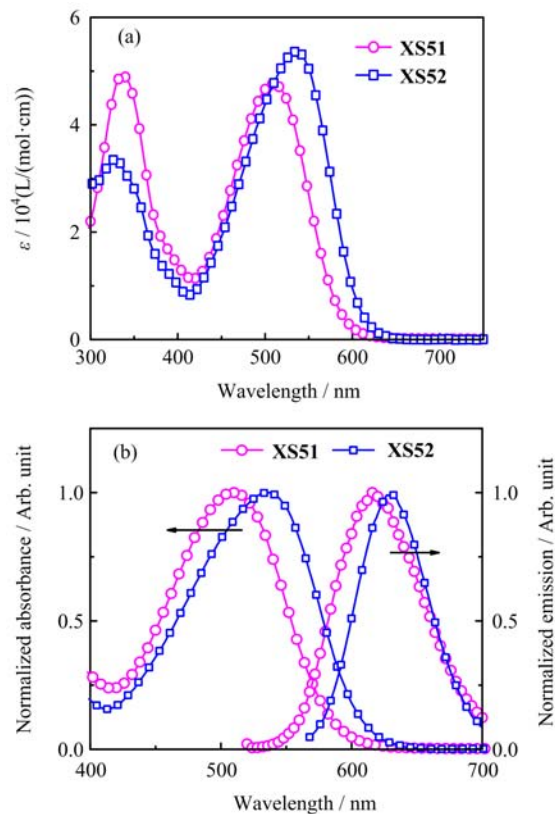 (a)
XS51
XS52
6
4
2
0
ε / 10⁴(L/(mol·cm))
300 400 500 600 700
Wavelength / nm
(b)
XS51 XS52
1.0
0.5
0.0
Normalized absorbance / Arb. unit
1.0
0.5
0.0
Normalized emission / Arb. unit
400 500 600 700
Wavelength / nm